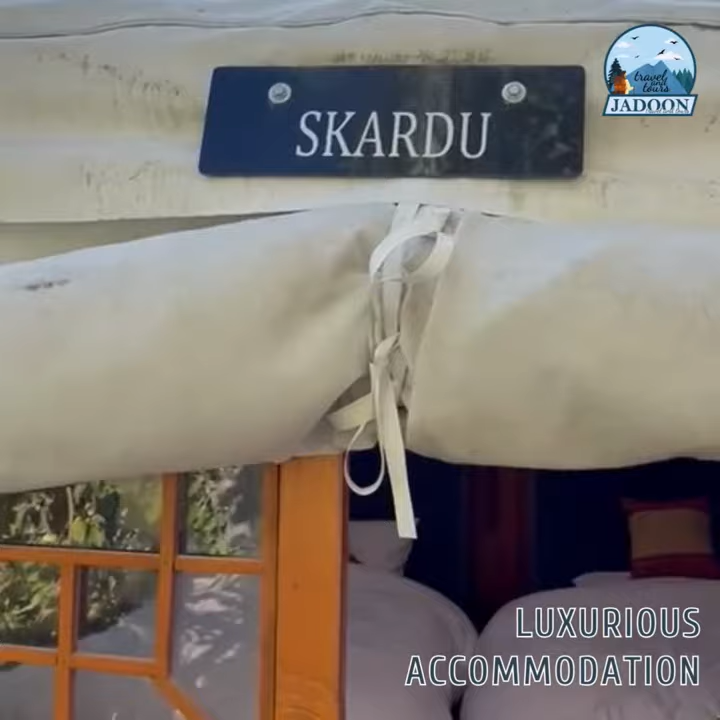 SKARDU
travel
and
tours
JADOON
LUXURIOUS
ACCOMMODATION